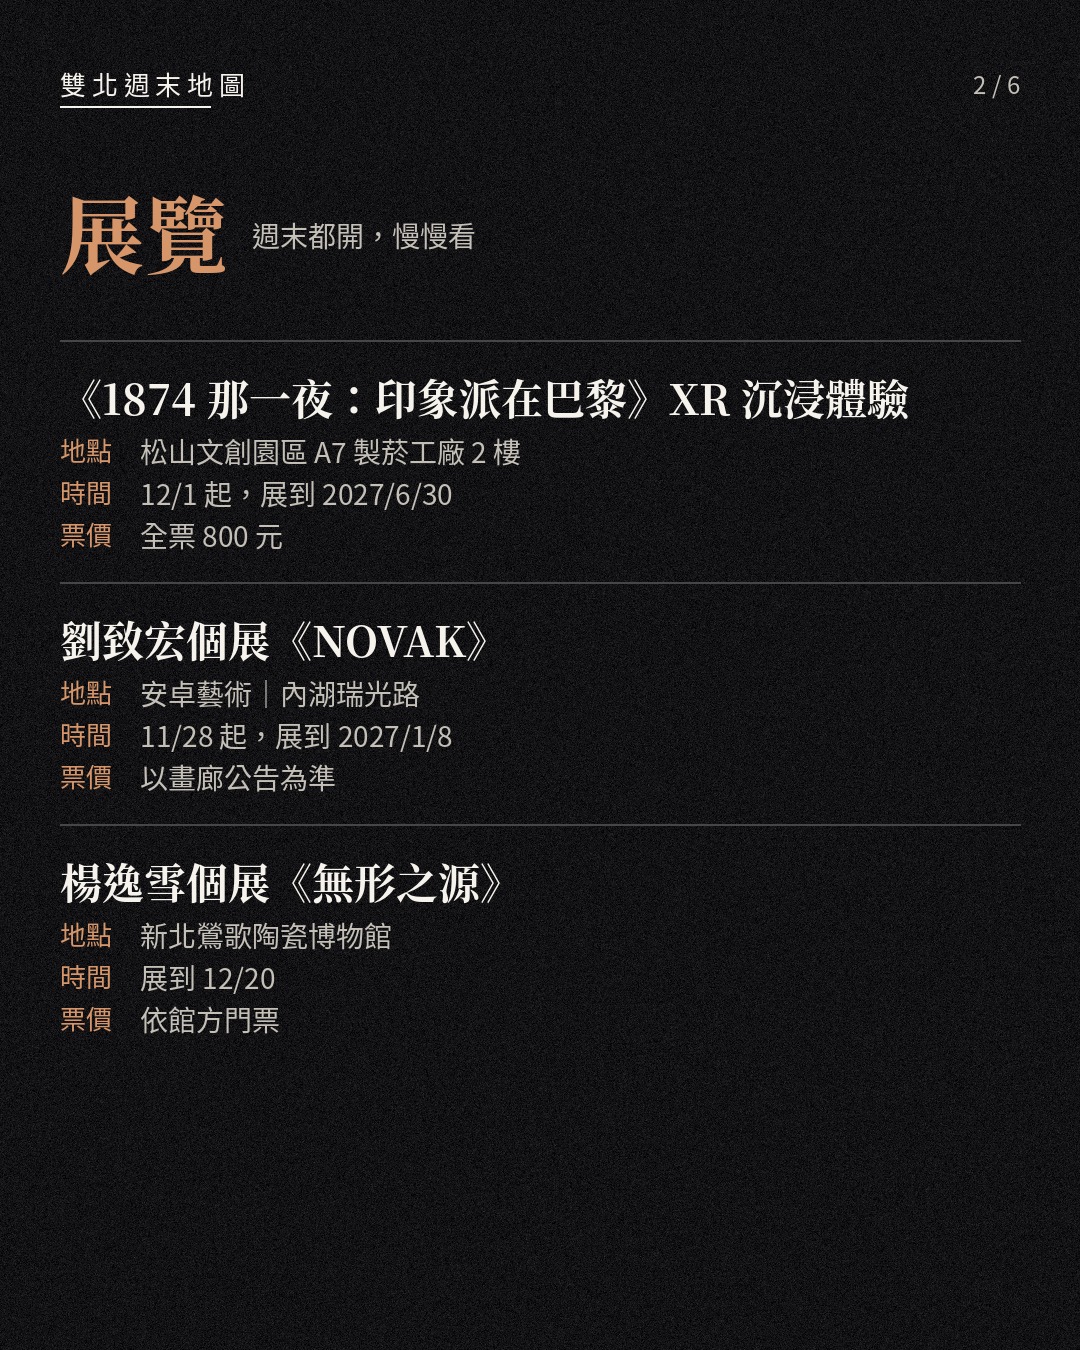 雙北週末地圖
2 / 6
展覽 週末都開，慢慢看
《1874 那一夜：印象派在巴黎》XR 沉浸體驗
地點 松山文創園區 A7 製菸工廠 2 樓
時間 12/1 起，展到 2027/6/30
票價 全票 800 元
劉致宏個展《NOVAK》
地點 安卓藝術｜內湖瑞光路
時間 11/28 起，展到 2027/1/8
票價 以畫廊公告為準
楊逸雪個展《無形之源》
地點 新北鶯歌陶瓷博物館
時間 展到 12/20
票價 依館方門票